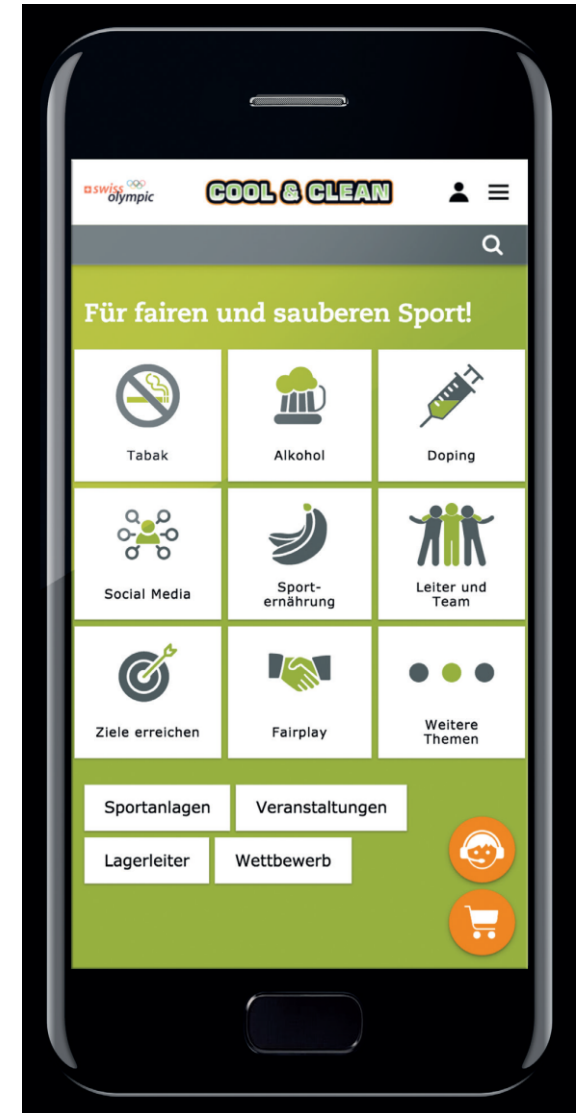 swiss
olympic
COOL & CLEAN
Für fairen und sauberen Sport!
Tabak
Alkohol
Doping
Social Media
Sport-
ernährung
Leiter und
Team
Ziele erreichen
Fairplay
Weitere
Themen
Sportanlagen
Veranstaltungen
Lagerleiter
Wettbewerb